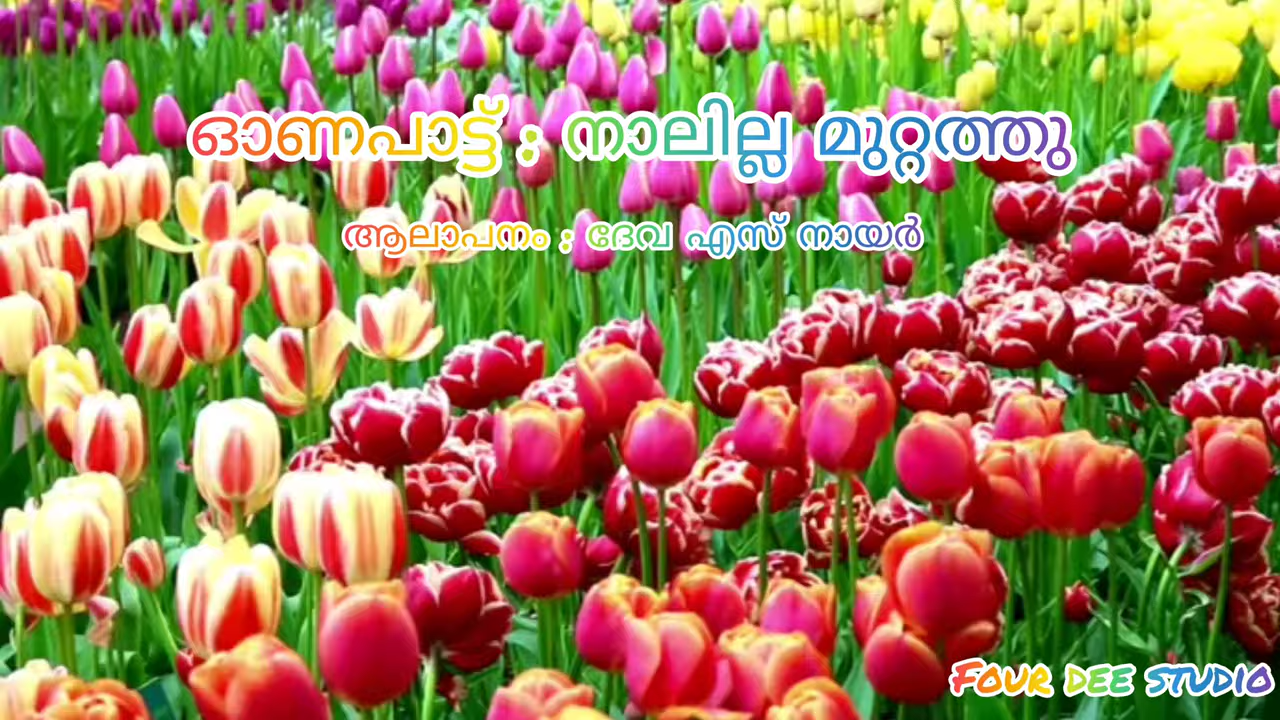 ഓണപാട്ട് ; നാലില്ല മുറ്റത്തു
ആലാപനം ; ദേവ എസ് നായർ
FOUR DEE STUDIO